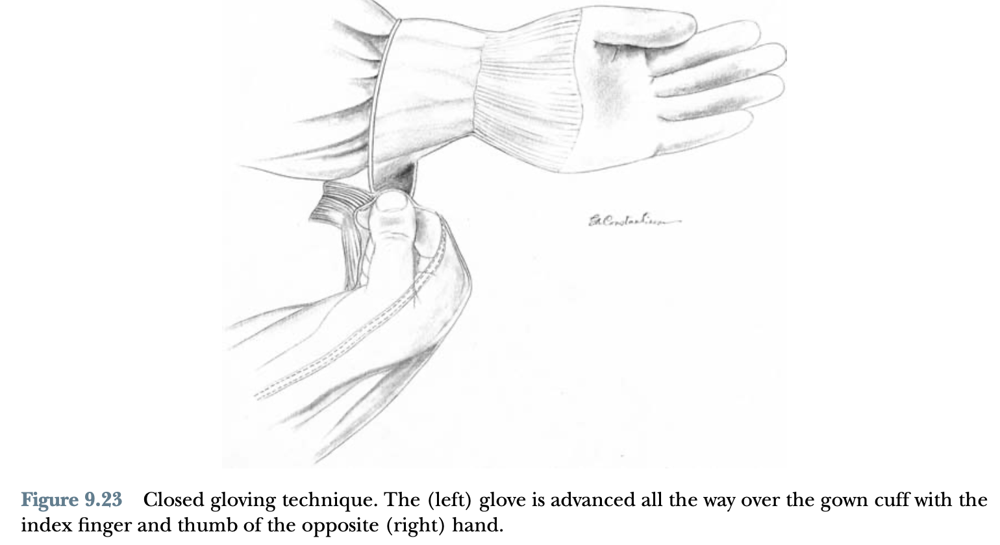 Figure 9.23 Closed gloving technique. The (left) glove is advanced all the way over the gown cuff with the
index finger and thumb of the opposite (right) hand.